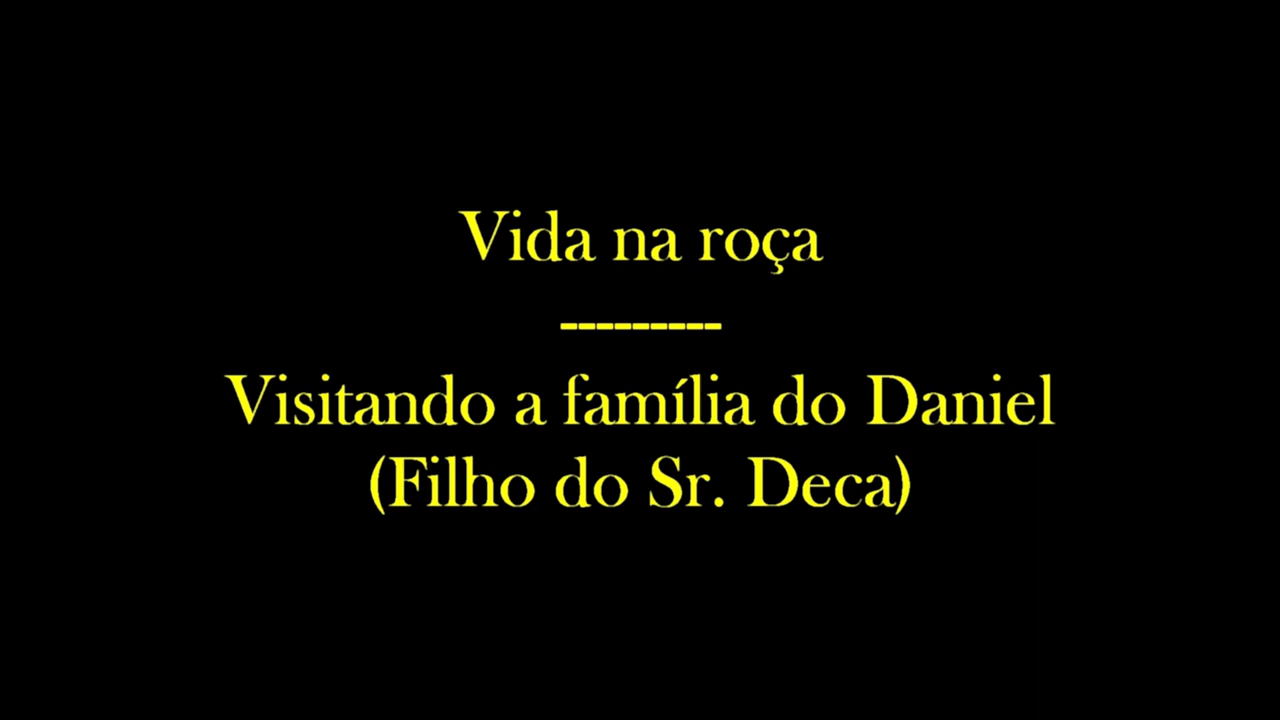 Vida na roça
---------
Visitando a família do Daniel
(Filho do Sr. Deca)